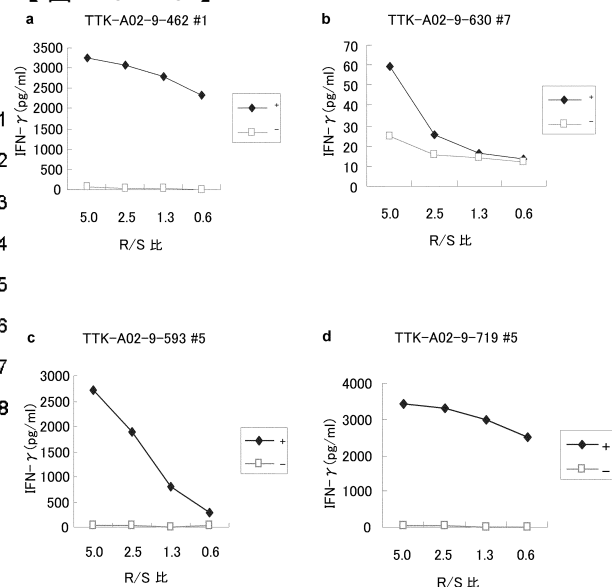 a TTK-A02-9-462 #1
IFN-γ(pg/ml)
3500
3000
2500
2000
1500
1000
500
0
+
−
5.0 2.5 1.3 0.6
R/S 比
b TTK-A02-9-630 #7
IFN-γ(pg/ml)
70
60
50
40
30
20
10
0
+
−
5.0 2.5 1.3 0.6
R/S 比
1
2
3
4
5
6
7
8
c TTK-A02-9-593 #5
IFN-γ(pg/ml)
3000
2500
2000
1500
1000
500
0
+
−
5.0 2.5 1.3 0.6
R/S 比
d TTK-A02-9-719 #5
IFN-γ(pg/ml)
4000
3000
2000
1000
0
+
−
5.0 2.5 1.3 0.6
R/S 比